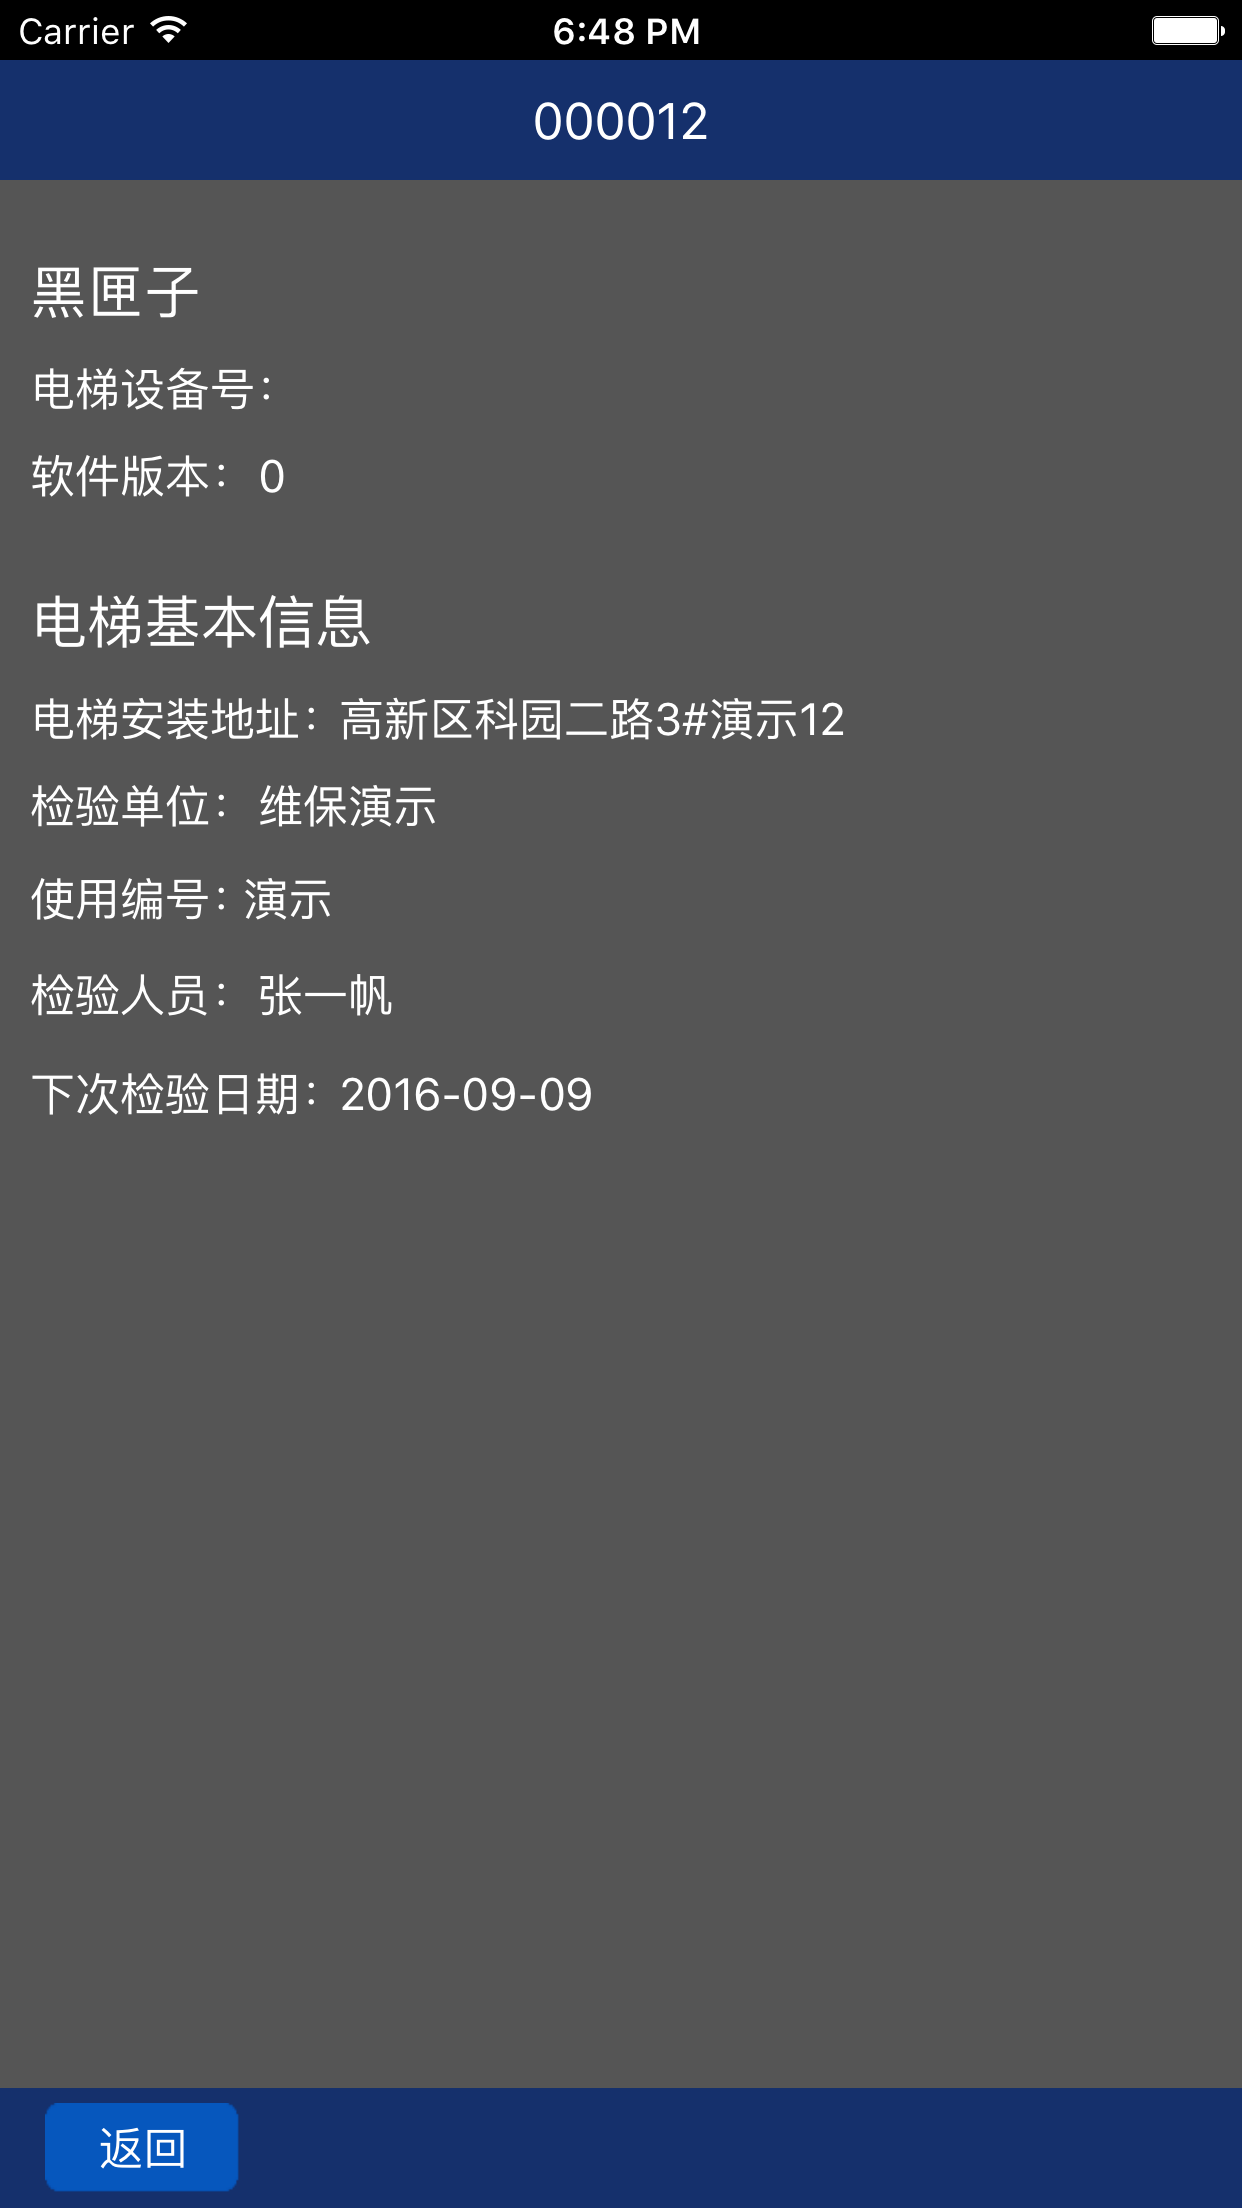 Carrier 6:48 PM
000012
黑匣子
电梯设备号：
软件版本： 0
电梯基本信息
电梯安装地址：高新区科园二路3#演示12
检验单位： 维保演示
使用编号：演示
检验人员： 张一帆
下次检验日期：2016-09-09
返回